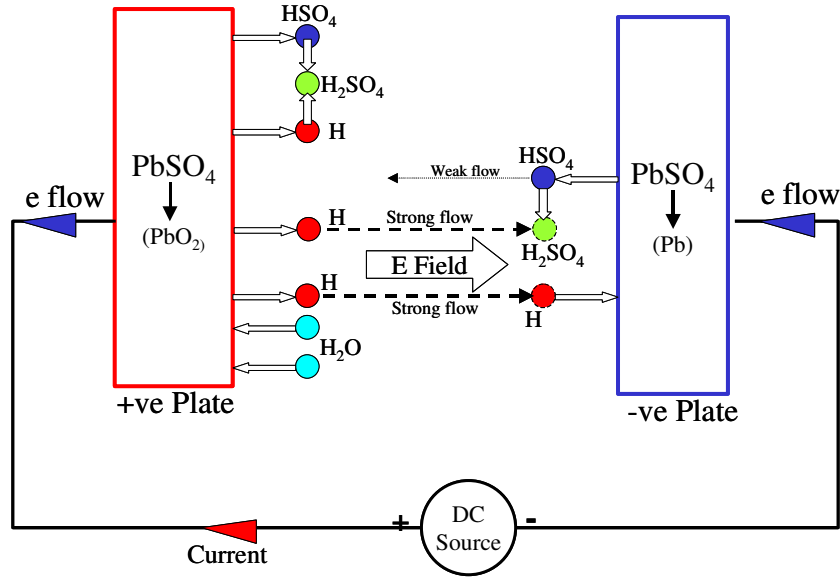 HSO₄
H₂SO₄
H
PbSO₄
(PbO₂)
e flow
HSO₄
Weak flow
PbSO₄
(Pb)
e flow
H
Strong flow
H₂SO₄
E Field
H
Strong flow
H
H₂O
+ve Plate
-ve Plate
+
DC
Source
-
Current